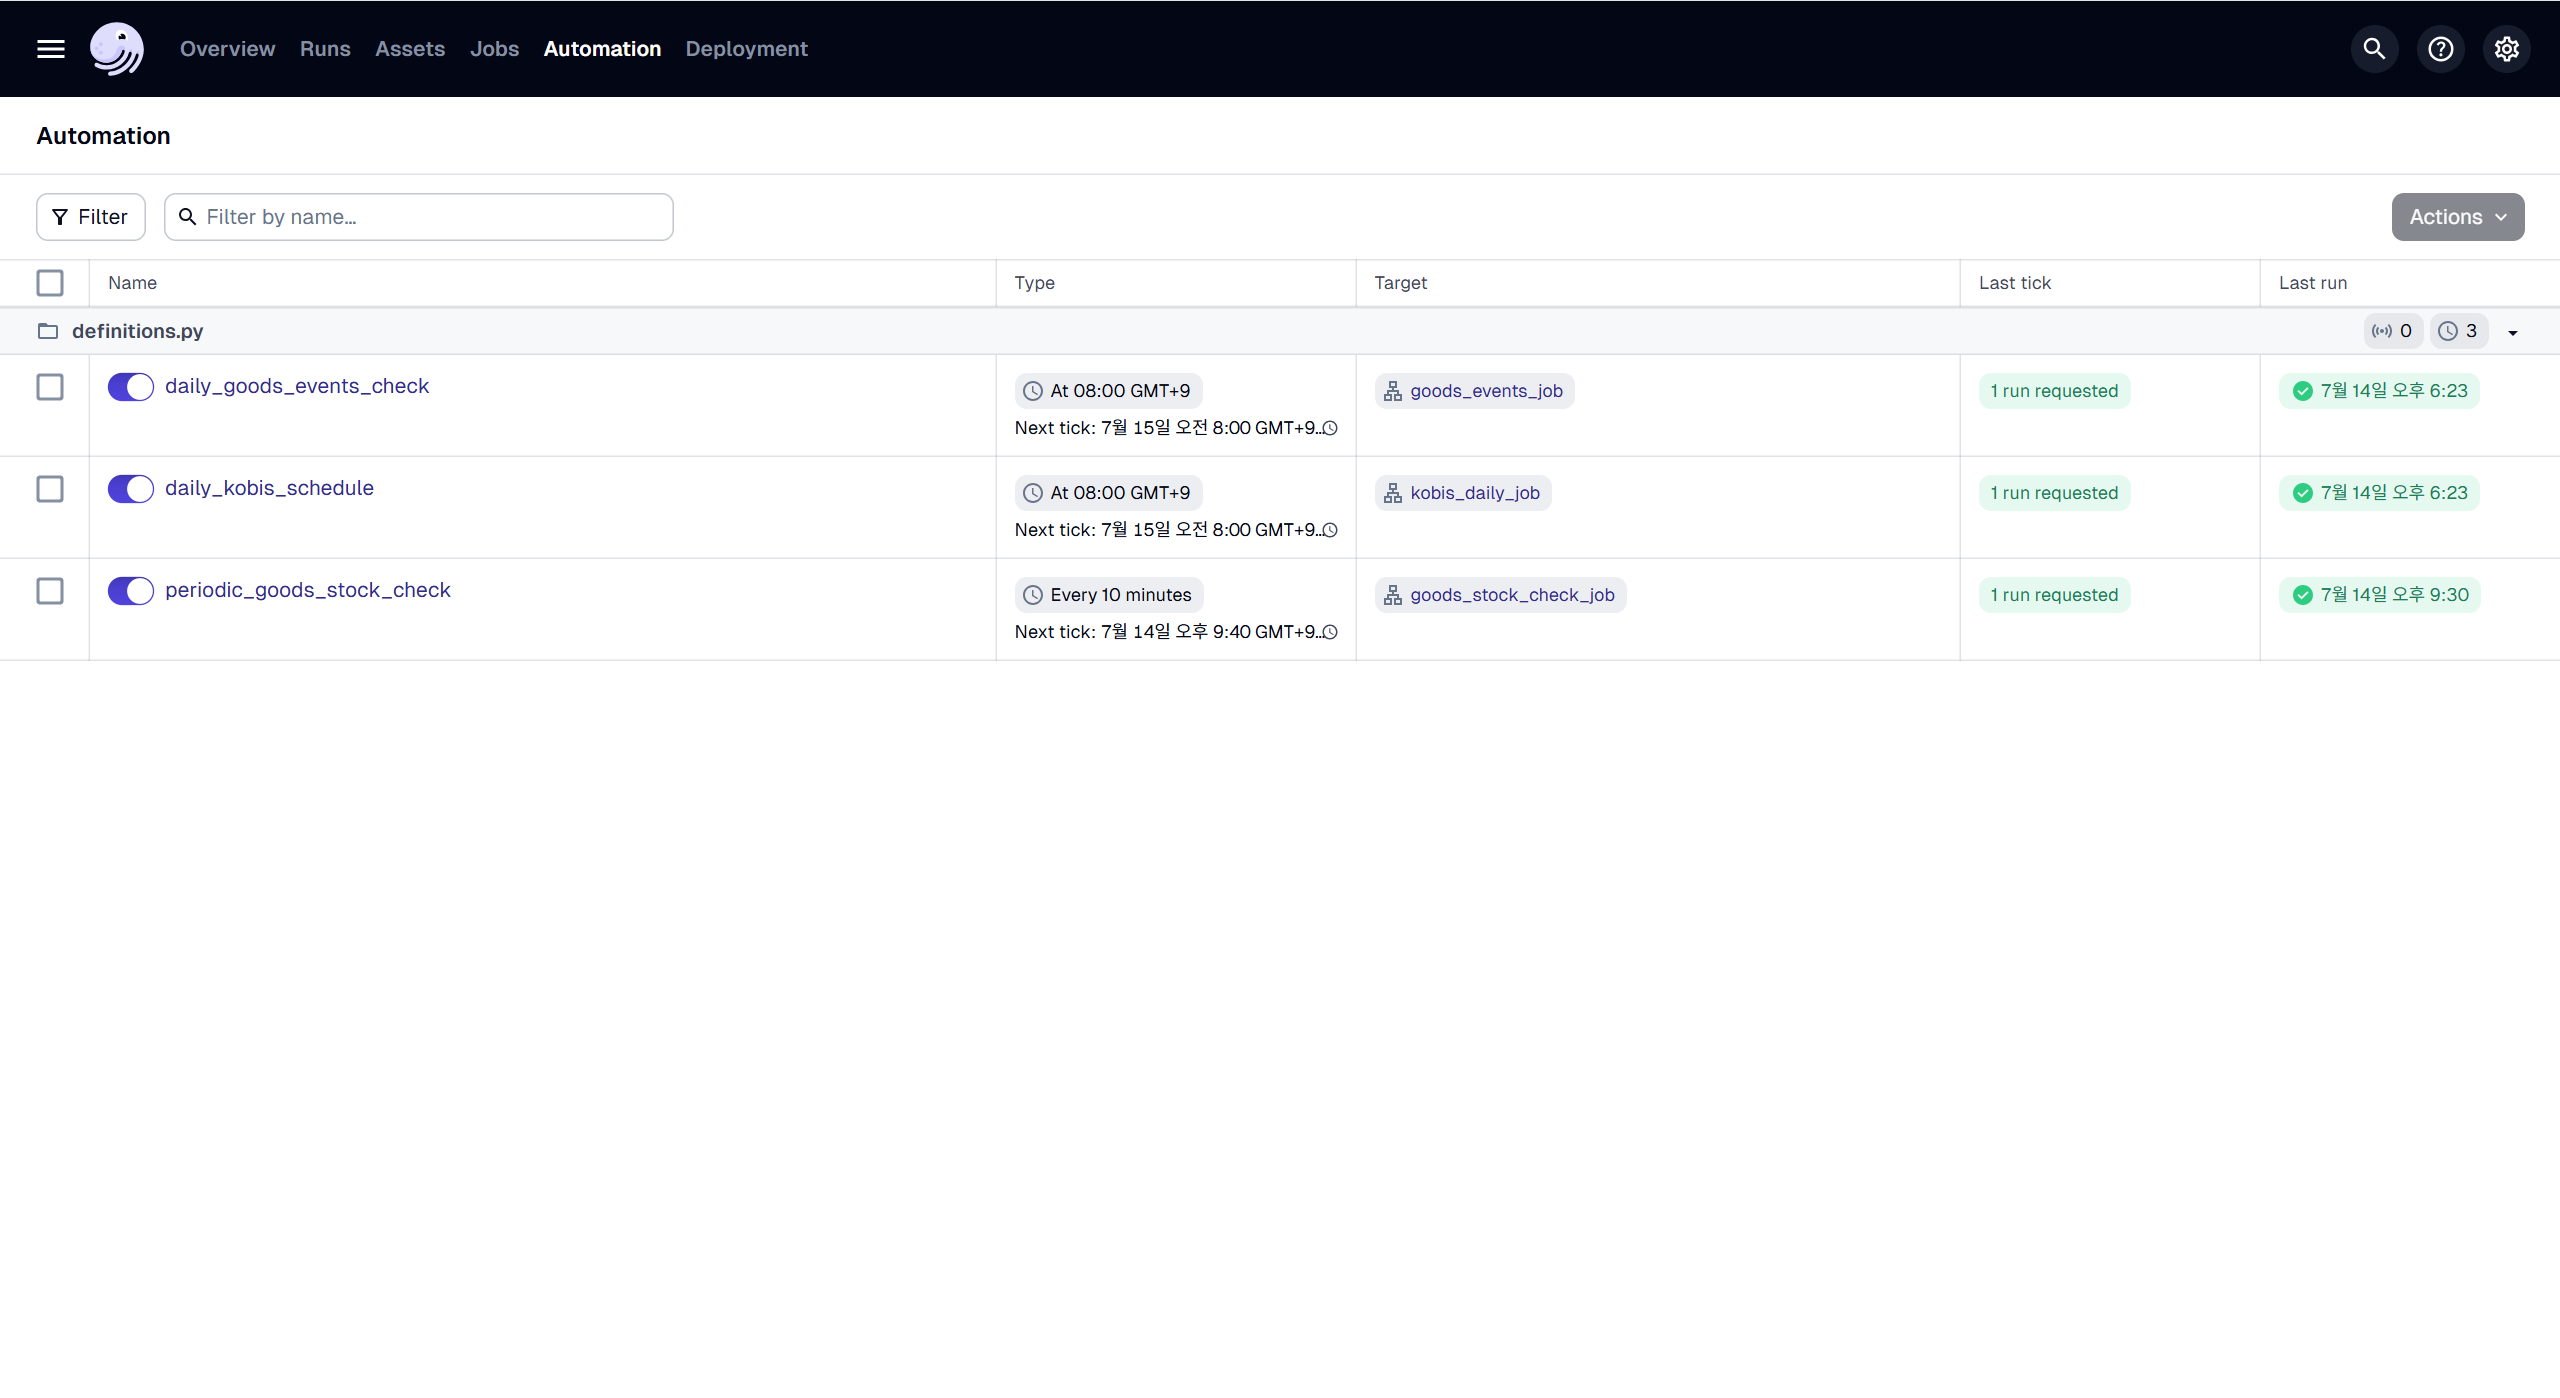 Overview Runs Assets Jobs Automation Deployment
Automation
Filter Filter by name... Actions
Name Type Target Last tick Last run
definitions.py 0 3
daily_goods_events_check At 08:00 GMT+9 goods_events_job 1 run requested 7월 14일 오후 6:23
Next tick: 7월 15일 오전 8:00 GMT+9...
daily_kobis_schedule At 08:00 GMT+9 kobis_daily_job 1 run requested 7월 14일 오후 6:23
Next tick: 7월 15일 오전 8:00 GMT+9...
periodic_goods_stock_check Every 10 minutes goods_stock_check_job 1 run requested 7월 14일 오후 9:30
Next tick: 7월 14일 오후 9:40 GMT+9...